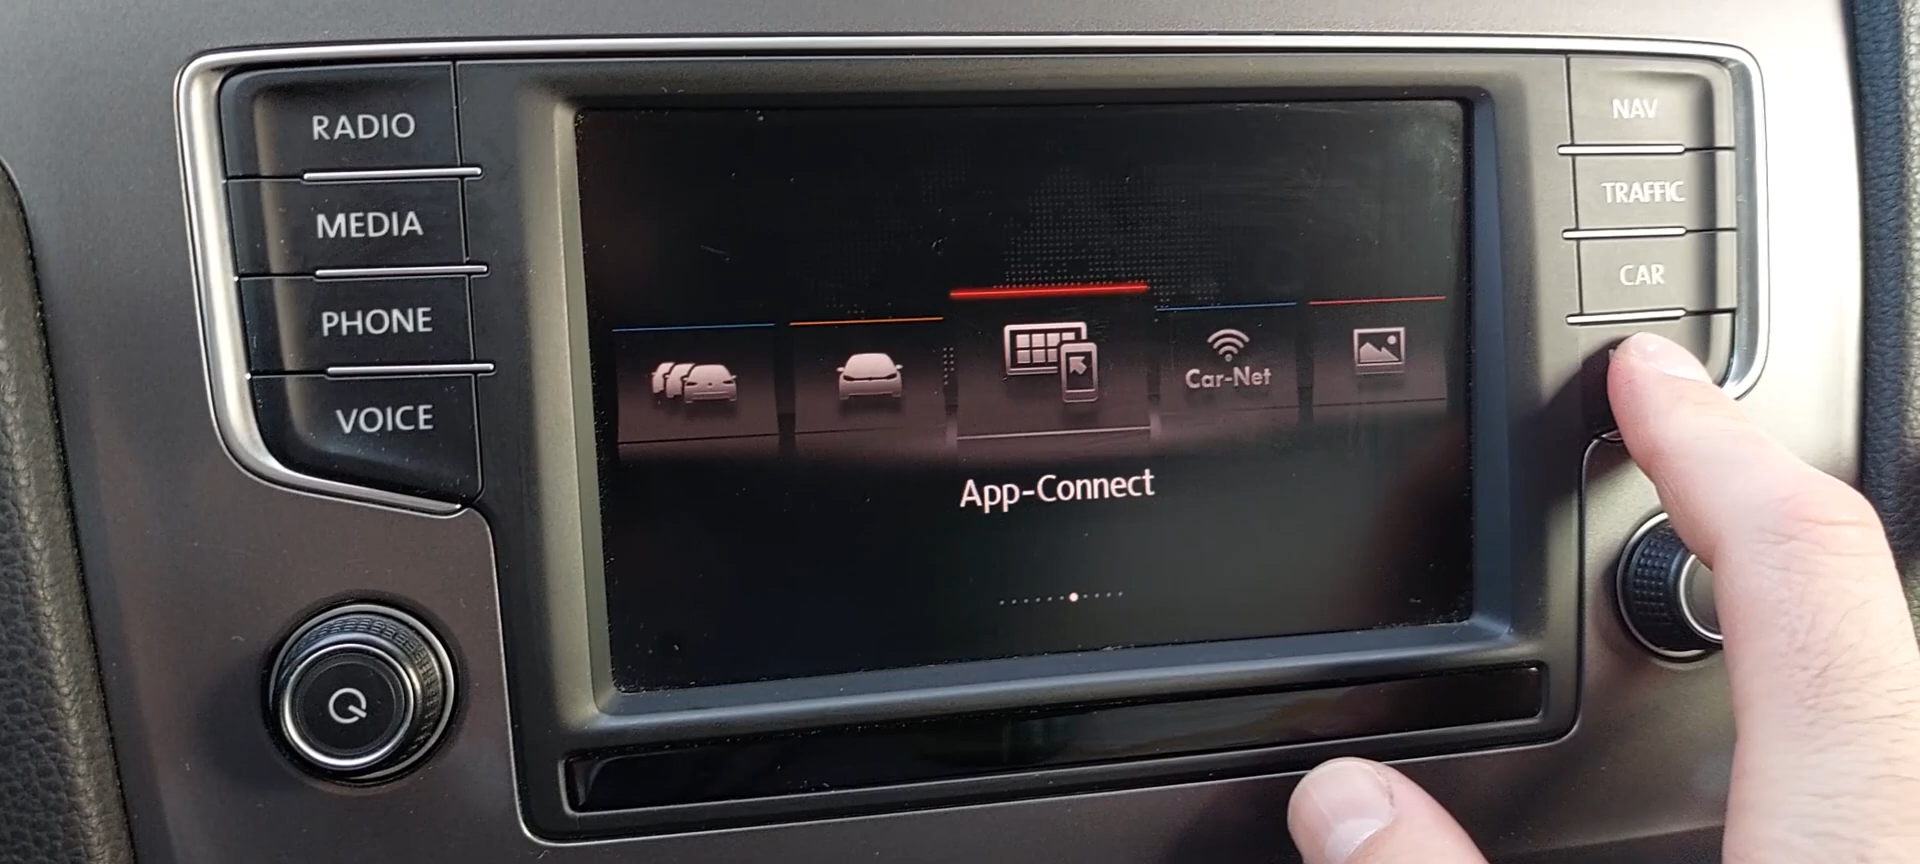 RADIO
MEDIA
PHONE
VOICE
Car-Net
App-Connect
NAV
TRAFFIC
CAR